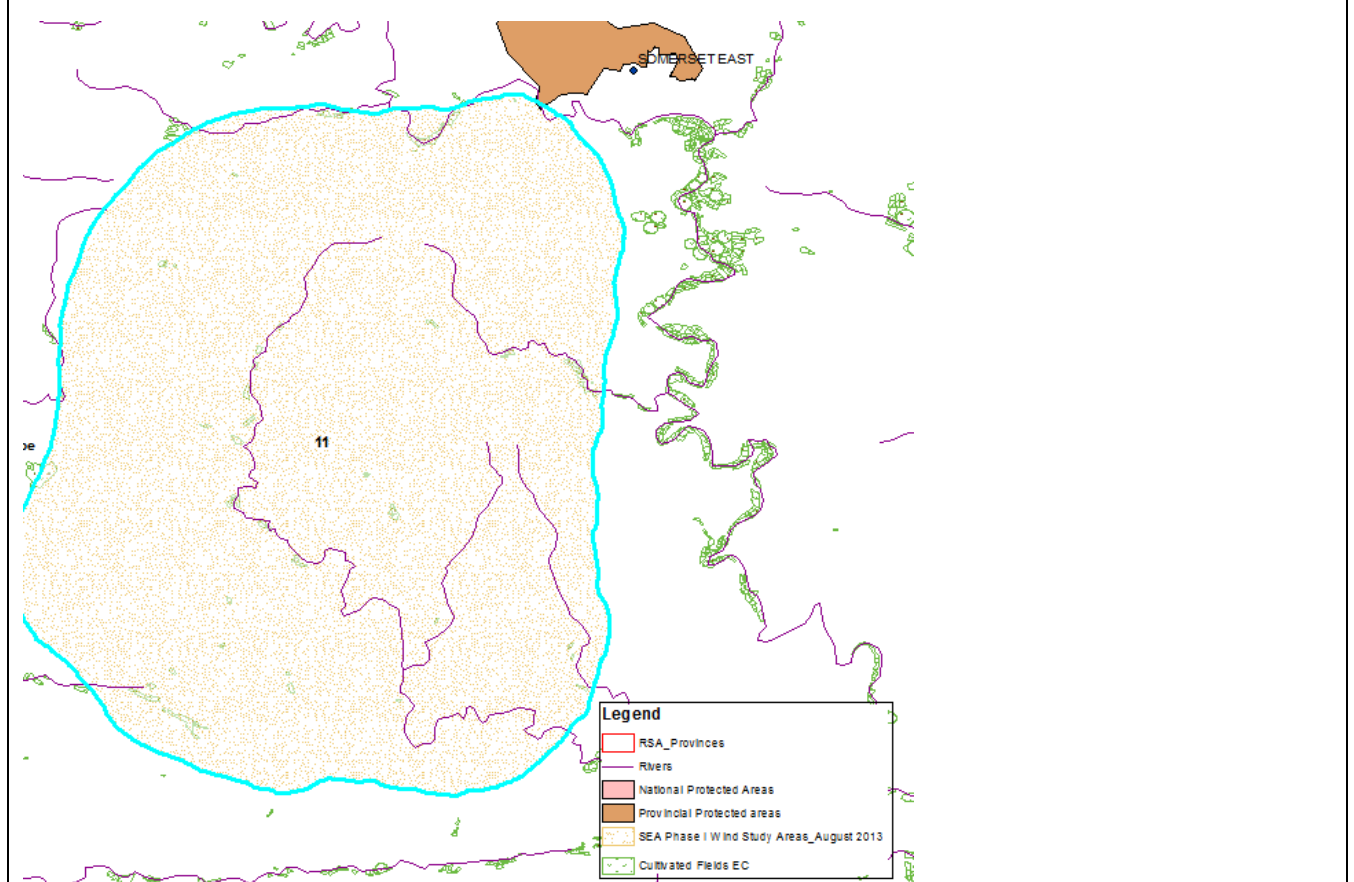 SOMERSET EAST
pe
11
Legend
RSA_Provinces
Rivers
National Protected Areas
Provincial Protected areas
SEA Phase I Wind Study Areas_August 2013
Cultivated Fields EC